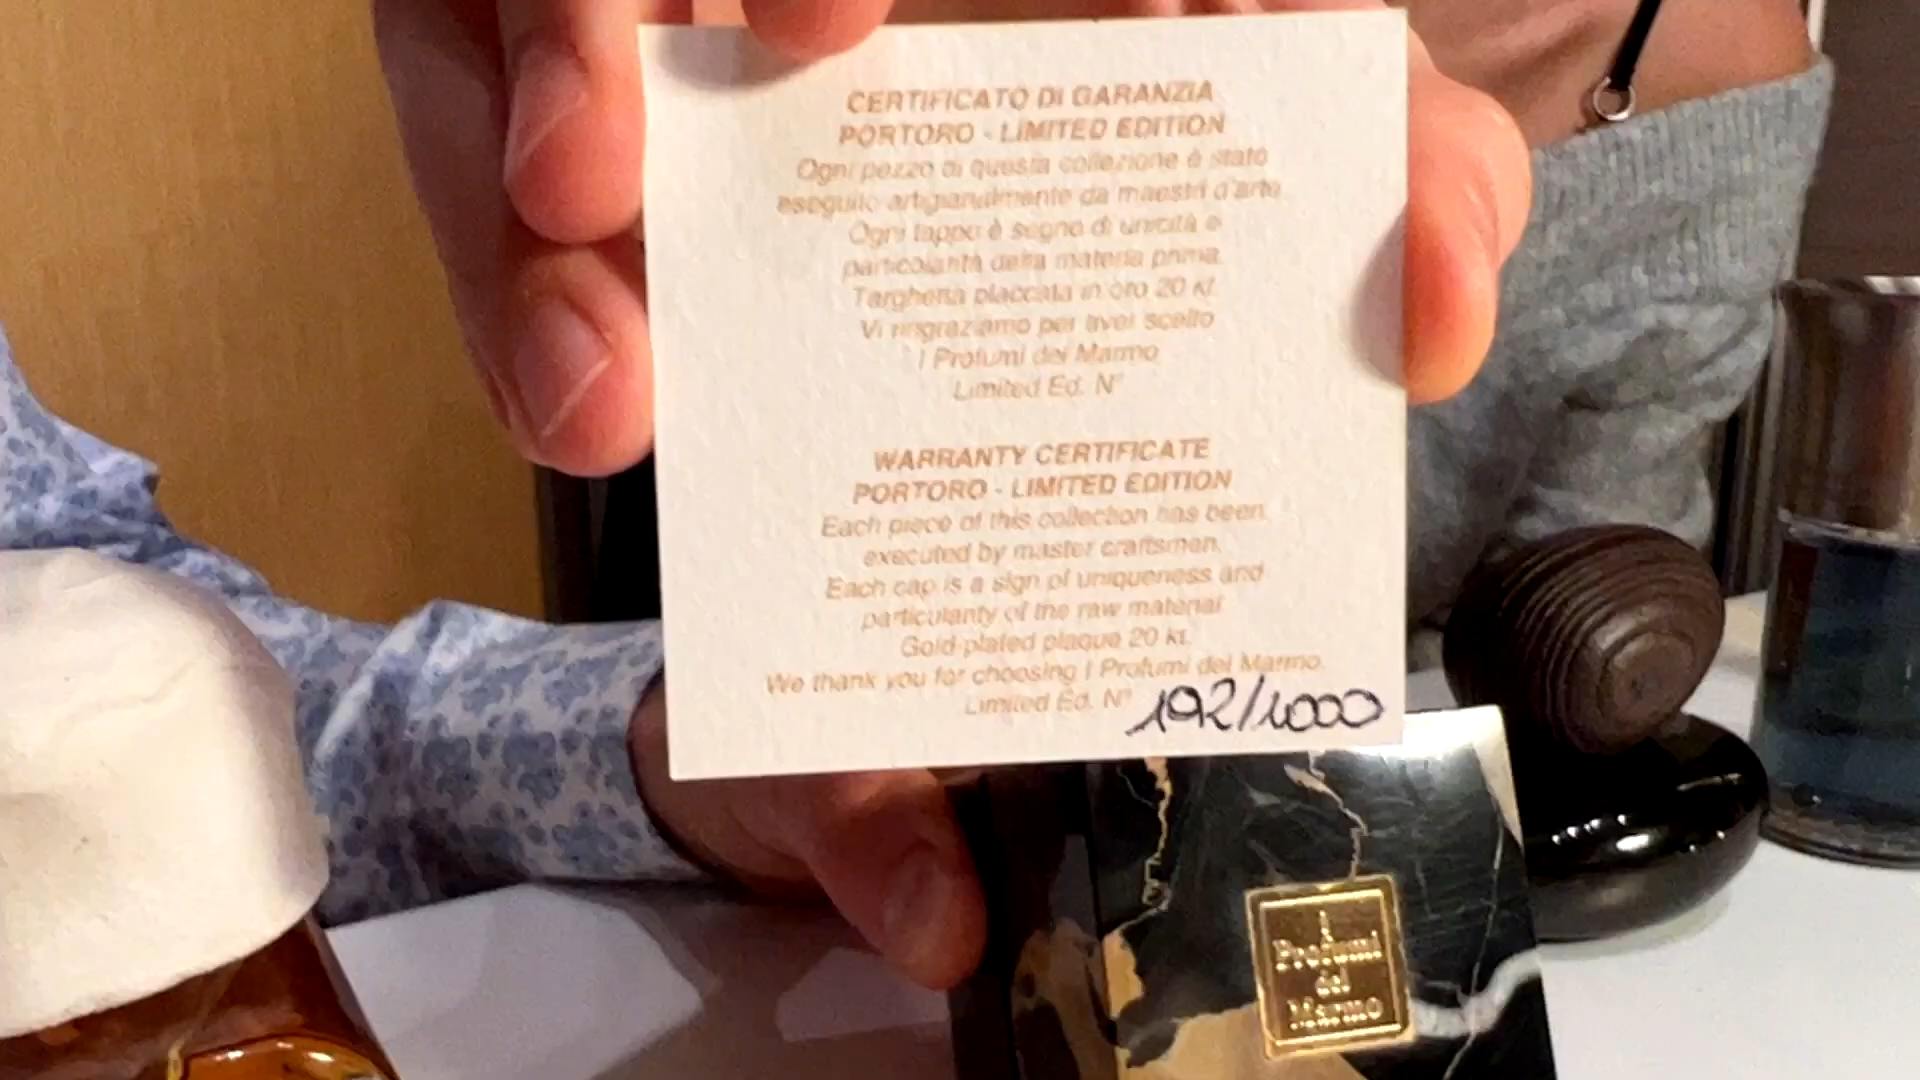 CERTIFICATO DI GARANZIA
PORTORO - LIMITED EDITION
Ogni pezzo di questa collezione è stato
eseguito artigianalmente da maestri d'arte.
Ogni tappo è segno di unicità e
particolarità della materia prima.
Targhetta placcata in oro 20 kt.
Vi ringraziamo per aver scelto
I Profumi del Marmo
Limited Ed. N°
WARRANTY CERTIFICATE
PORTORO - LIMITED EDITION
Each piece of this collection has been
executed by master craftsmen.
Each cap is a sign of uniqueness and
particularity of the raw material.
Gold-plated plaque 20 kt.
We thank you for choosing I Profumi del Marmo.
Limited Ed. N° 192/1000
I
Profumi
del
Marmo